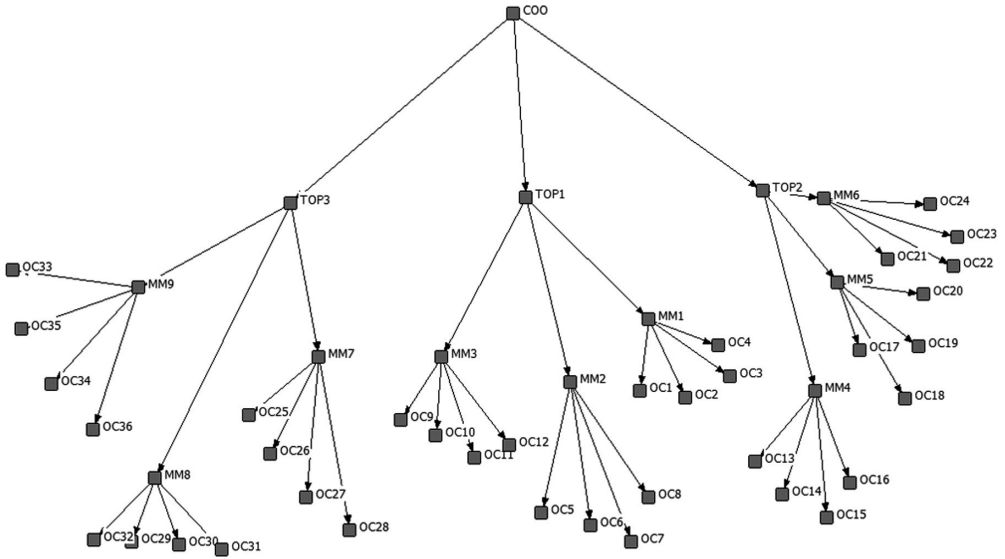 COO
TOP3
TOP1
TOP2
MM6
OC24
OC23
OC21
OC22
OC33
MM9
MM5
OC20
OC35
MM1
OC4
OC17
OC19
MM7
MM3
OC34
OC3
MM2
OC1
OC2
MM4
OC18
OC25
OC9
OC36
OC10
OC12
OC26
OC11
OC13
MM8
OC16
OC27
OC8
OC14
OC5
OC15
OC28
OC6
OC32
OC29
OC30
OC31
OC7